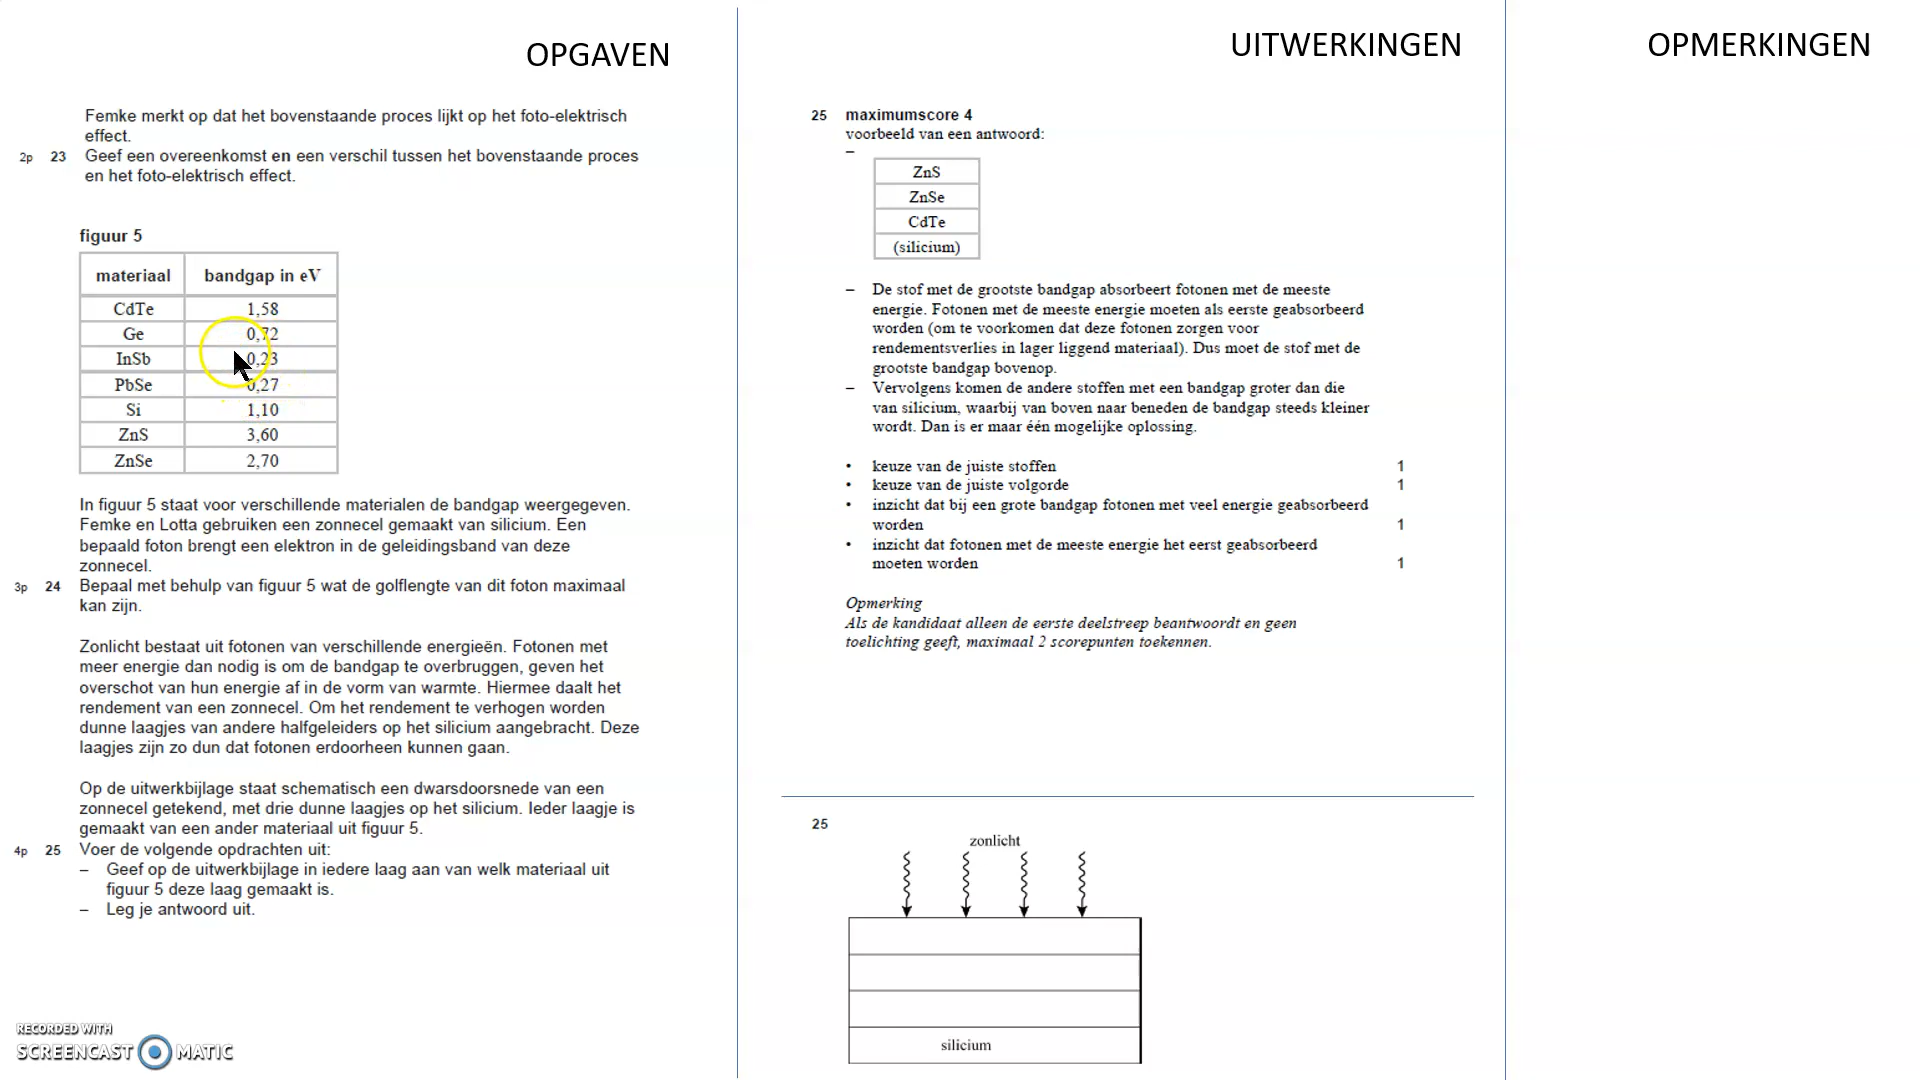 OPGAVEN
Femke merkt op dat het bovenstaande proces lijkt op het foto-elektrisch
effect.
2p 23 Geef een overeenkomst en een verschil tussen het bovenstaande proces
en het foto-elektrisch effect.
figuur 5
materiaal bandgap in eV
CdTe 1,58
Ge 0,72
InSb 0,23
PbSe 0,27
Si 1,10
ZnS 3,60
ZnSe 2,70
In figuur 5 staat voor verschillende materialen de bandgap weergegeven.
Femke en Lotta gebruiken een zonnecel gemaakt van silicium. Een
bepaald foton brengt een elektron in de geleidingsband van deze
zonnecel.
3p 24 Bepaal met behulp van figuur 5 wat de golflengte van dit foton maximaal
kan zijn.
Zonlicht bestaat uit fotonen van verschillende energieën. Fotonen met
meer energie dan nodig is om de bandgap te overbruggen, geven het
overschot van hun energie af in de vorm van warmte. Hiermee daalt het
rendement van een zonnecel. Om het rendement te verhogen worden
dunne laagjes van andere halfgeleiders op het silicium aangebracht. Deze
laagjes zijn zo dun dat fotonen erdoorheen kunnen gaan.
Op de uitwerkbijlage staat schematisch een dwarsdoorsnede van een
zonnecel getekend, met drie dunne laagjes op het silicium. Ieder laagje is
gemaakt van een ander materiaal uit figuur 5.
4p 25 Voer de volgende opdrachten uit:
– Geef op de uitwerkbijlage in iedere laag aan van welk materiaal uit
figuur 5 deze laag gemaakt is.
– Leg je antwoord uit.
RECORDED WITH
SCREENCAST MATIC
UITWERKINGEN
25 maximumscore 4
voorbeeld van een antwoord:
–
ZnS
ZnSe
CdTe
(silicium)
– De stof met de grootste bandgap absorbeert fotonen met de meeste
energie. Fotonen met de meeste energie moeten als eerste geabsorbeerd
worden (om te voorkomen dat deze fotonen zorgen voor
rendementsverlies in lager liggend materiaal). Dus moet de stof met de
grootste bandgap bovenop.
– Vervolgens komen de andere stoffen met een bandgap groter dan die
van silicium, waarbij van boven naar beneden de bandgap steeds kleiner
wordt. Dan is er maar één mogelijke oplossing.
• keuze van de juiste stoffen 1
• keuze van de juiste volgorde 1
• inzicht dat bij een grote bandgap fotonen met veel energie geabsorbeerd
worden 1
• inzicht dat fotonen met de meeste energie het eerst geabsorbeerd
moeten worden 1
Opmerking
Als de kandidaat alleen de eerste deelstreep beantwoordt en geen
toelichting geeft, maximaal 2 scorepunten toekennen.
25
zonlicht
silicium
OPMERKINGEN